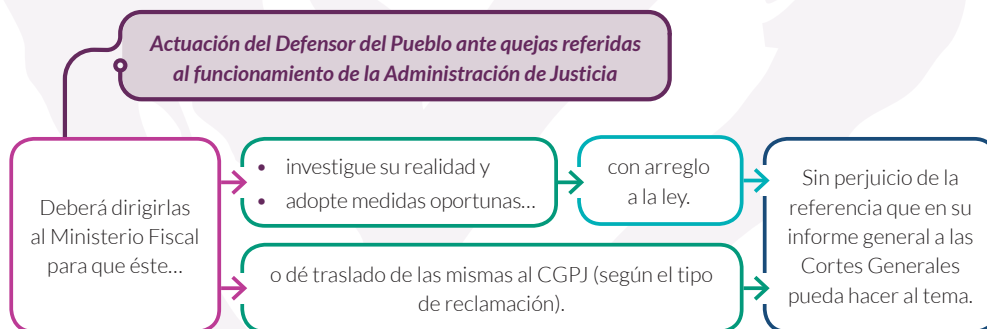 Actuación del Defensor del Pueblo ante quejas referidas
al funcionamiento de la Administración de Justicia
Deberá dirigirlas
al Ministerio Fiscal
para que éste…
• investigue su realidad y
• adopte medidas oportunas…
con arreglo
a la ley.
o dé traslado de las mismas al CGPJ (según el tipo
de reclamación).
Sin perjuicio de la
referencia que en su
informe general a las
Cortes Generales
pueda hacer al tema.